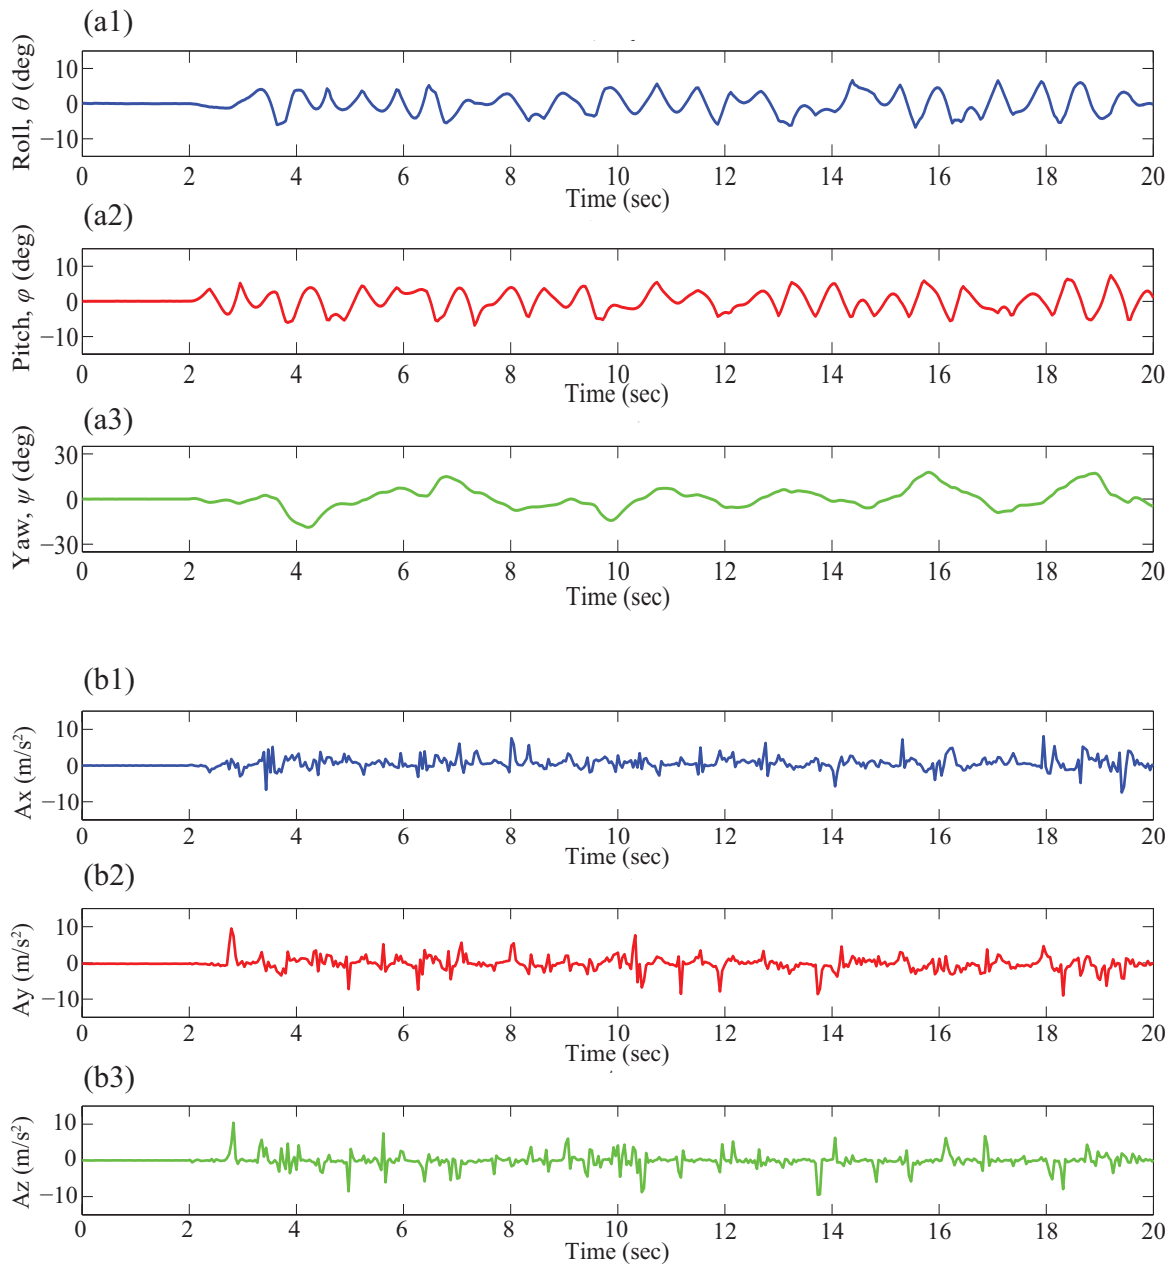 (a1)
Roll, θ (deg)
10
0
−10
0 2 4 6 8 10 12 14 16 18 20
Time (sec)
(a2)
Pitch, φ (deg)
10
0
−10
0 2 4 6 8 10 12 14 16 18 20
Time (sec)
(a3)
Yaw, ψ (deg)
30
0
−30
0 2 4 6 8 10 12 14 16 18 20
Time (sec)
(b1)
Ax (m/s²)
10
0
−10
0 2 4 6 8 10 12 14 16 18 20
Time (sec)
(b2)
Ay (m/s²)
10
0
−10
0 2 4 6 8 10 12 14 16 18 20
Time (sec)
(b3)
Az (m/s²)
10
0
−10
0 2 4 6 8 10 12 14 16 18 20
Time (sec)